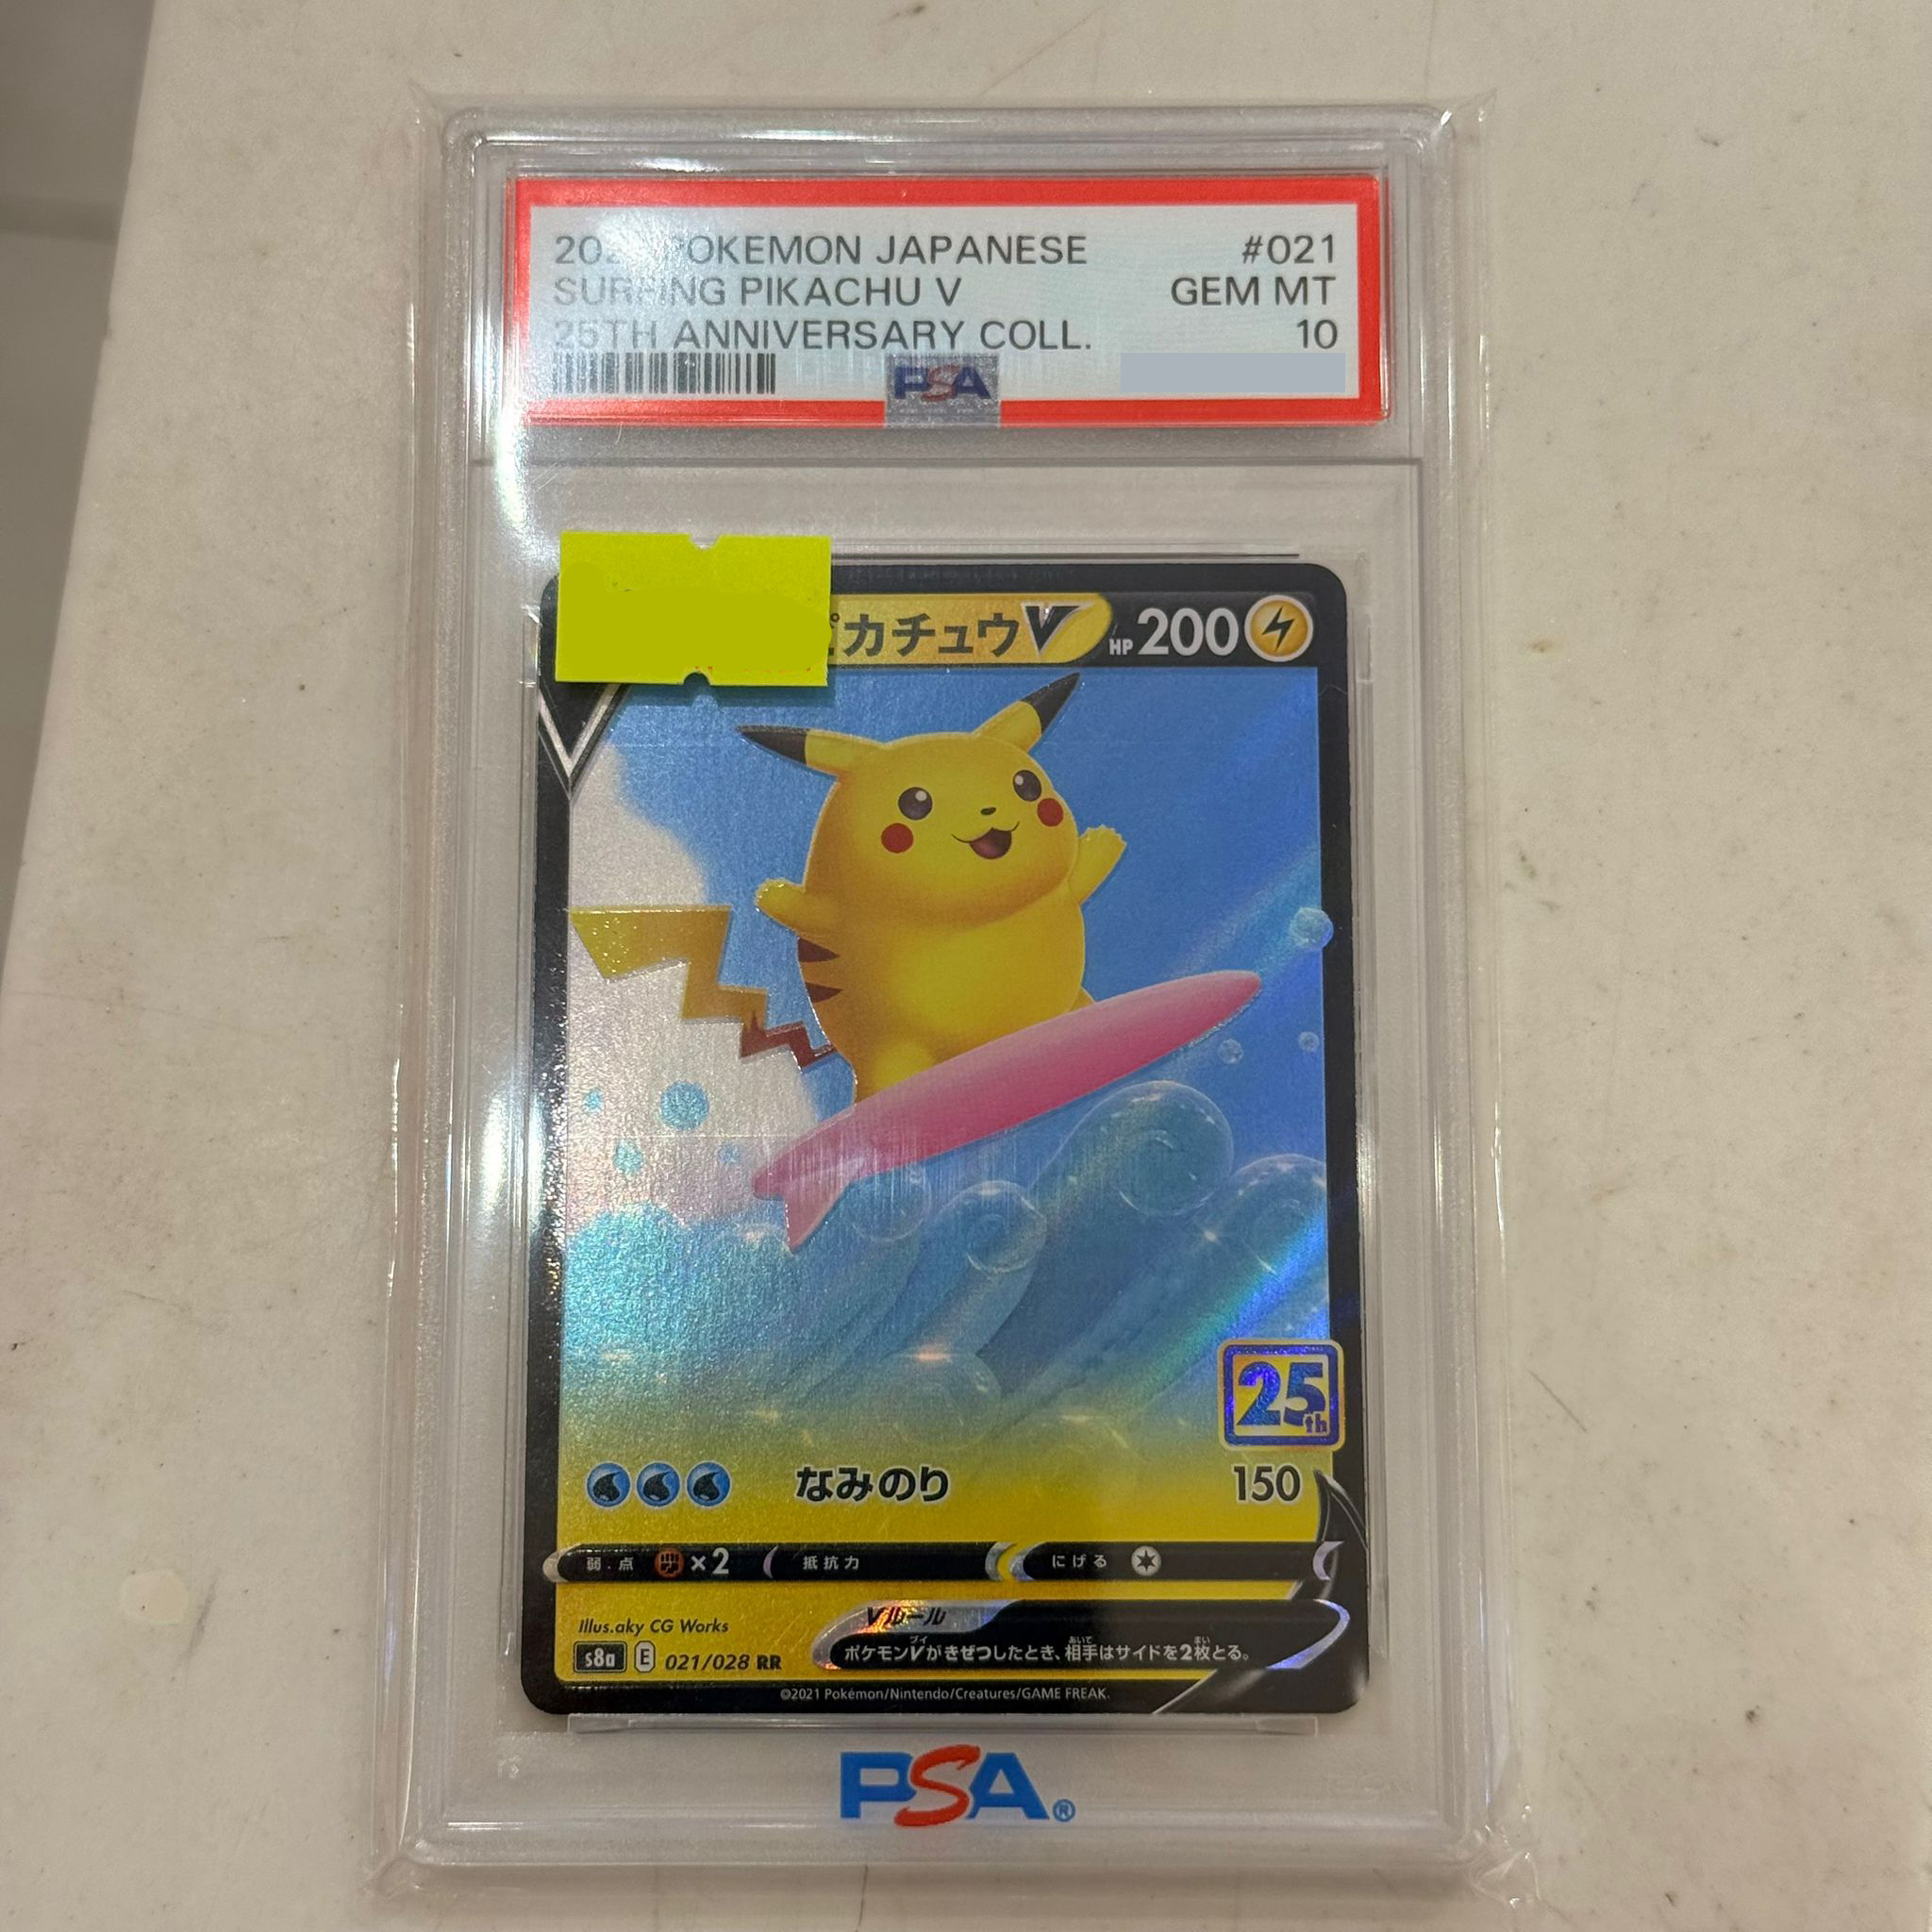 POKEMON JAPANESE #021
SURFING PIKACHU V GEM MT
25TH ANNIVERSARY COLL. 10
PSA
カチュウV HP 200
25th
なみのり 150
弱点 ×2 抵抗力 にげる
Illus.aky CG Works
Vルール
ポケモンVがきぜつしたとき、相手はサイドを2枚とる。
s8a E 021/028 RR
©2021 Pokémon/Nintendo/Creatures/GAME FREAK.
PSA®